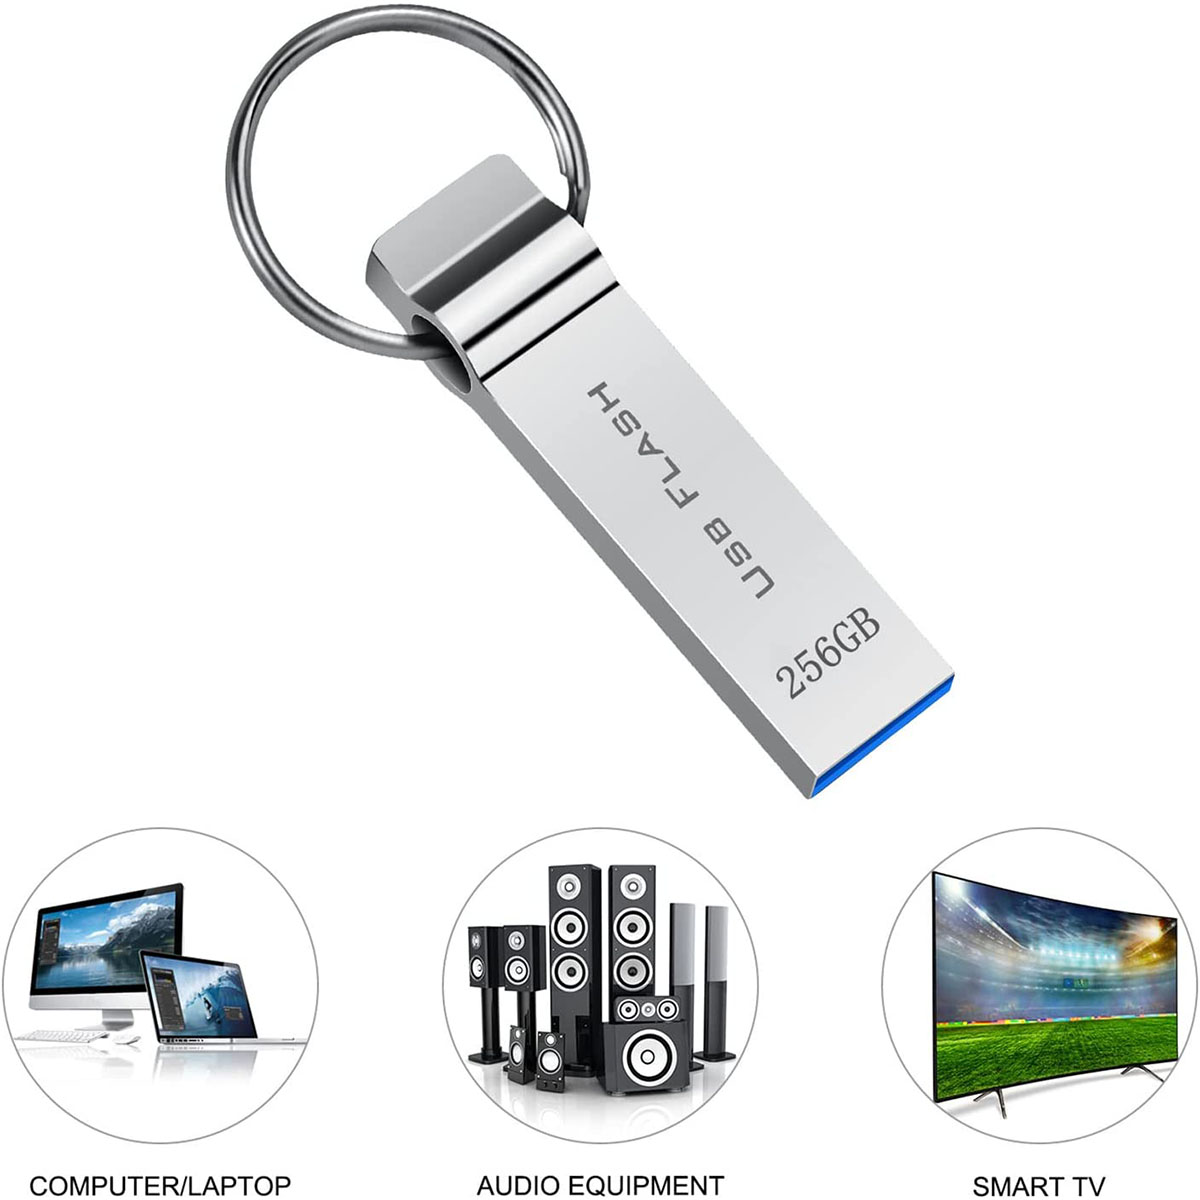 USB FLASH
256GB
COMPUTER/LAPTOP
AUDIO EQUIPMENT
SMART TV